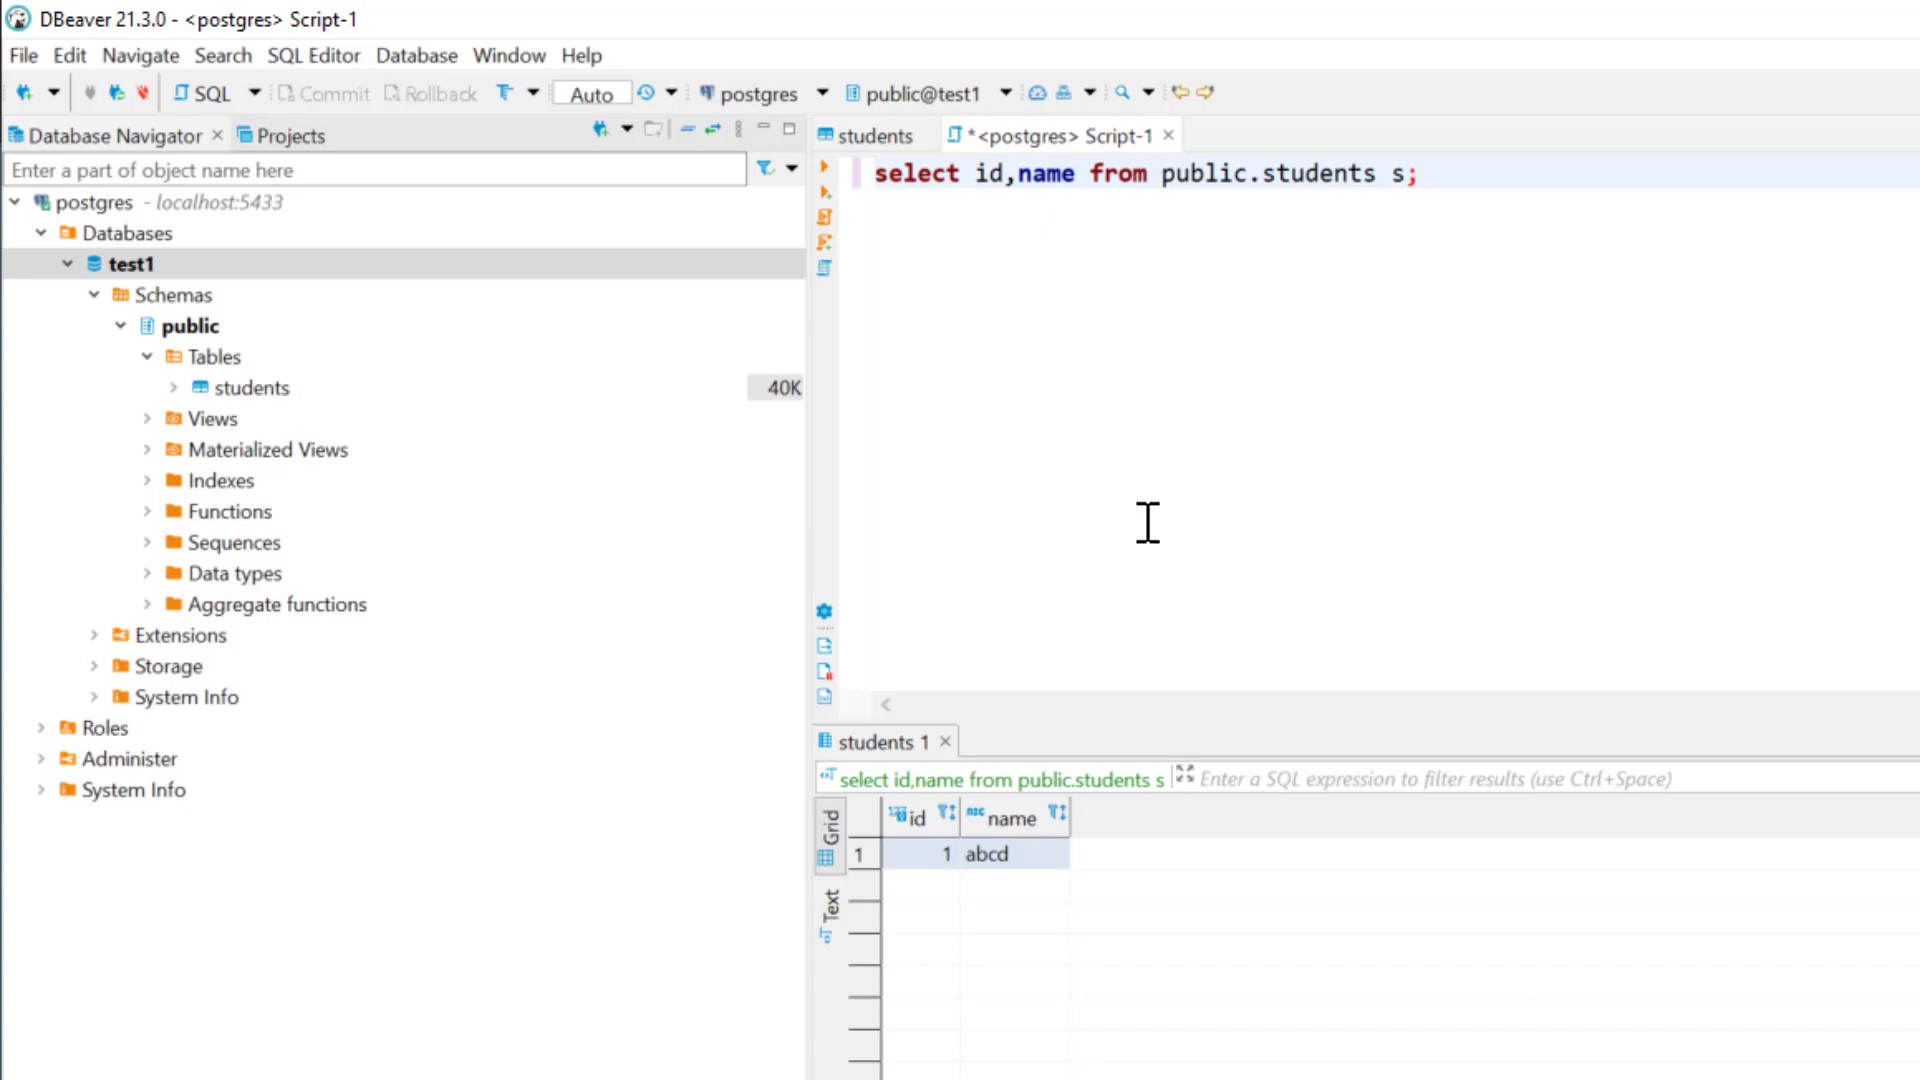 DBeaver 21.3.0 - <postgres> Script-1
File Edit Navigate Search SQL Editor Database Window Help
SQL Commit Rollback Auto postgres public@test1
Database Navigator Projects
Enter a part of object name here
postgres - localhost:5433
Databases
test1
Schemas
public
Tables
students 40K
Views
Materialized Views
Indexes
Functions
Sequences
Data types
Aggregate functions
Extensions
Storage
System Info
Roles
Administer
System Info
students *<postgres> Script-1
select id,name from public.students s;
students 1
select id,name from public.students s Enter a SQL expression to filter results (use Ctrl+Space)
Grid
Text
id name
1 1 abcd